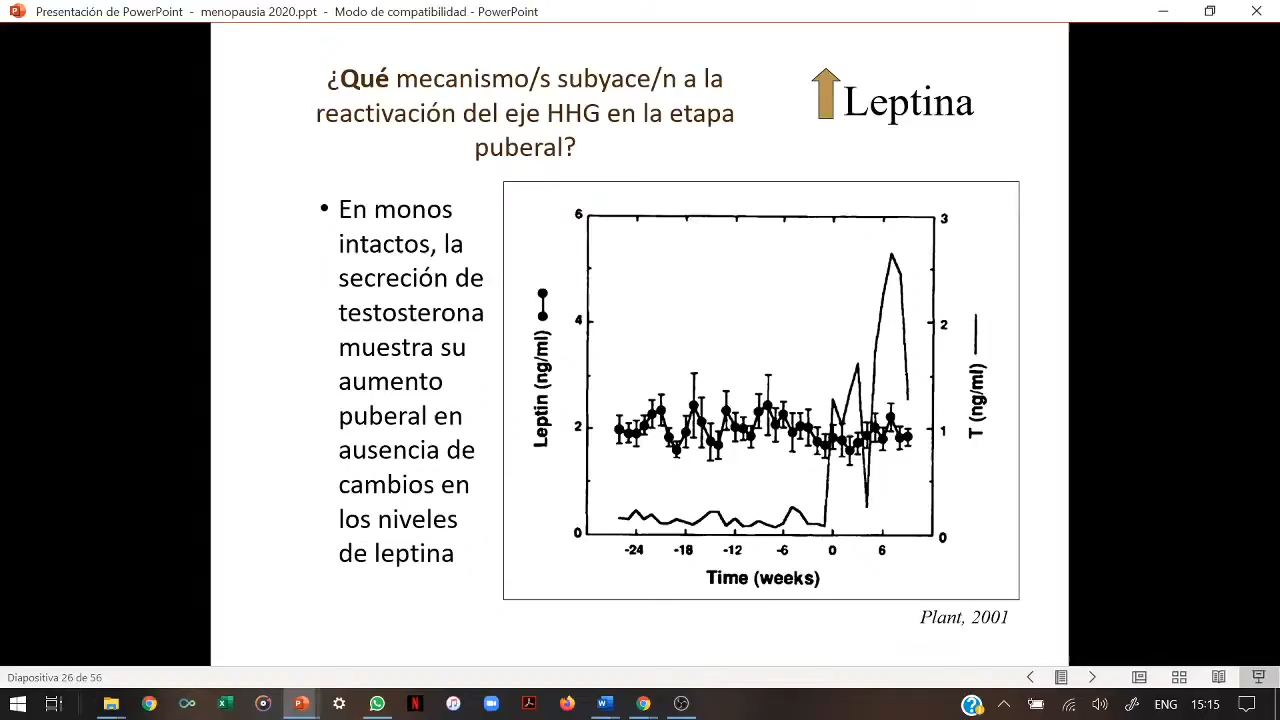 Presentación de PowerPoint - menopausia 2020.ppt - Modo de compatibilidad - PowerPoint
¿Qué mecanismo/s subyace/n a la
reactivación del eje HHG en la etapa
puberal?
Leptina
• En monos
intactos, la
secreción de
testosterona
muestra su
aumento
puberal en
ausencia de
cambios en
los niveles
de leptina
Leptin (ng/ml)
6
4
2
0
3
2
1
0
T (ng/ml)
-24 -18 -12 -6 0 6
Time (weeks)
Plant, 2001
Diapositiva 26 de 56
ENG 15:15